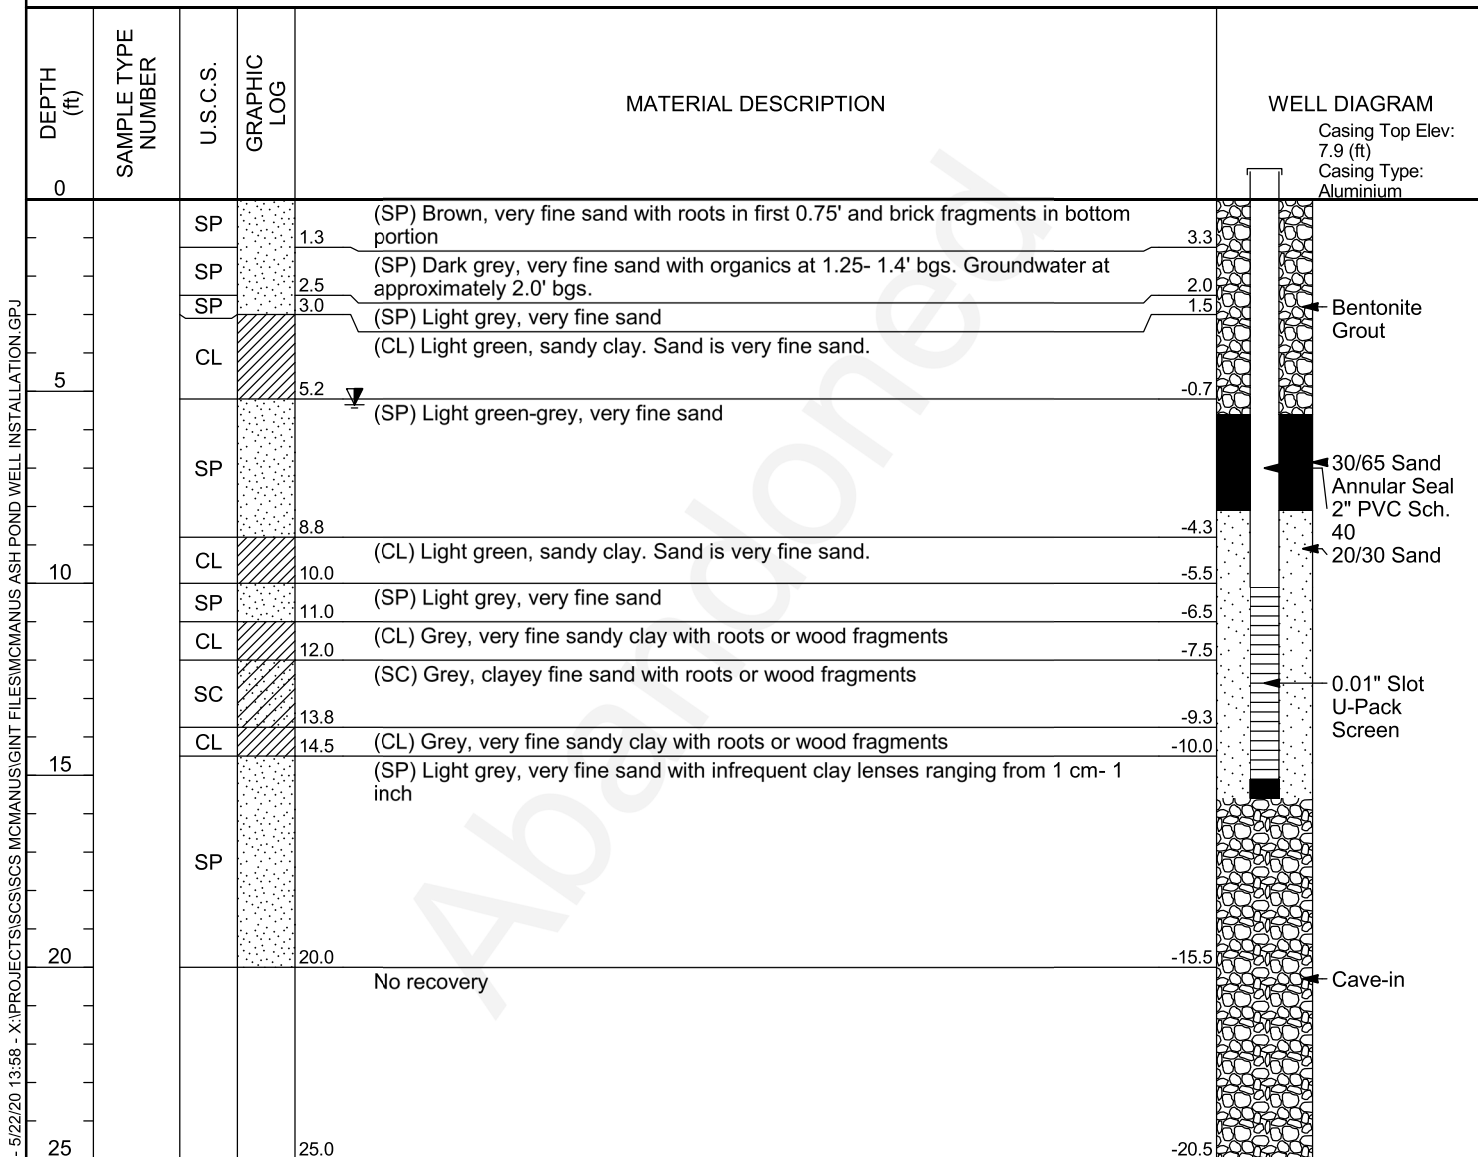 DEPTH
(ft)
SAMPLE TYPE
NUMBER
U.S.C.S.
GRAPHIC
LOG
MATERIAL DESCRIPTION
WELL DIAGRAM
Casing Top Elev:
7.9 (ft)
Casing Type:
Aluminium
0
SP
(SP) Brown, very fine sand with roots in first 0.75' and brick fragments in bottom
portion
1.3
3.3
SP
(SP) Dark grey, very fine sand with organics at 1.25- 1.4' bgs. Groundwater at
approximately 2.0' bgs.
2.5
2.0
SP
3.0
1.5
(SP) Light grey, very fine sand
Bentonite
Grout
CL
(CL) Light green, sandy clay. Sand is very fine sand.
5
5.2
-0.7
(SP) Light green-grey, very fine sand
SP
30/65 Sand
Annular Seal
2" PVC Sch.
40
8.8
-4.3
CL
(CL) Light green, sandy clay. Sand is very fine sand.
20/30 Sand
10
10.0
-5.5
SP
(SP) Light grey, very fine sand
11.0
-6.5
CL
(CL) Grey, very fine sandy clay with roots or wood fragments
12.0
-7.5
SC
(SC) Grey, clayey fine sand with roots or wood fragments
0.01" Slot
U-Pack
Screen
13.8
-9.3
CL
14.5
(CL) Grey, very fine sandy clay with roots or wood fragments
-10.0
15
(SP) Light grey, very fine sand with infrequent clay lenses ranging from 1 cm- 1
inch
SP
20
20.0
-15.5
No recovery
Cave-in
25
25.0
-20.5
Abandoned
- 5/22/20 13:58 - X:\PROJECTS\SCS\SCS MCMANUS\GINT FILES\MCMANUS ASH POND WELL INSTALLATION.GPJ